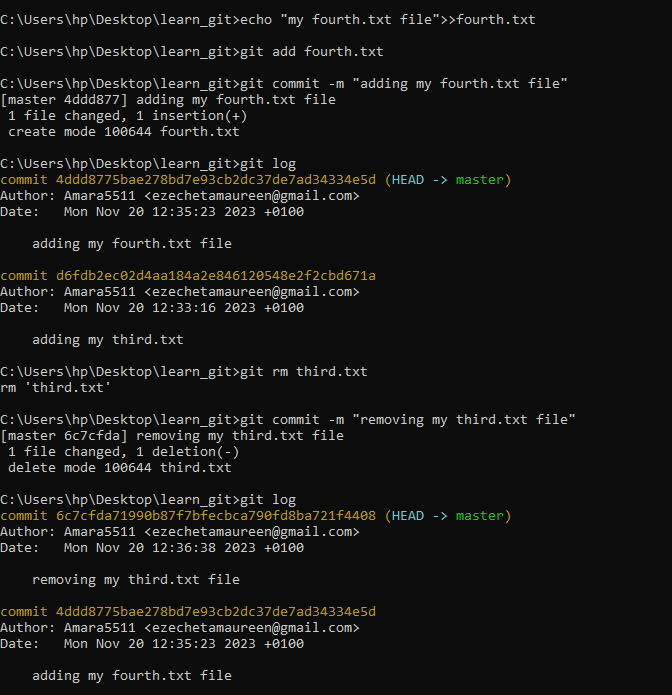 C:\Users\hp\Desktop\learn_git>echo "my fourth.txt file">>fourth.txt
C:\Users\hp\Desktop\learn_git>git add fourth.txt
C:\Users\hp\Desktop\learn_git>git commit -m "adding my fourth.txt file"
[master 4ddd877] adding my fourth.txt file
 1 file changed, 1 insertion(+)
 create mode 100644 fourth.txt
C:\Users\hp\Desktop\learn_git>git log
commit 4ddd8775bae278bd7e93cb2dc37de7ad34334e5d (HEAD -> master)
Author: Amara5511 <ezechetamaureen@gmail.com>
Date:   Mon Nov 20 12:35:23 2023 +0100
    adding my fourth.txt file
commit d6fdb2ec02d4aa184a2e846120548e2f2cbd671a
Author: Amara5511 <ezechetamaureen@gmail.com>
Date:   Mon Nov 20 12:33:16 2023 +0100
    adding my third.txt
C:\Users\hp\Desktop\learn_git>git rm third.txt
rm 'third.txt'
C:\Users\hp\Desktop\learn_git>git commit -m "removing my third.txt file"
[master 6c7cfda] removing my third.txt file
 1 file changed, 1 deletion(-)
 delete mode 100644 third.txt
C:\Users\hp\Desktop\learn_git>git log
commit 6c7cfda71990b87f7bfecbca790fd8ba721f4408 (HEAD -> master)
Author: Amara5511 <ezechetamaureen@gmail.com>
Date:   Mon Nov 20 12:36:38 2023 +0100
    removing my third.txt file
commit 4ddd8775bae278bd7e93cb2dc37de7ad34334e5d
Author: Amara5511 <ezechetamaureen@gmail.com>
Date:   Mon Nov 20 12:35:23 2023 +0100
    adding my fourth.txt file